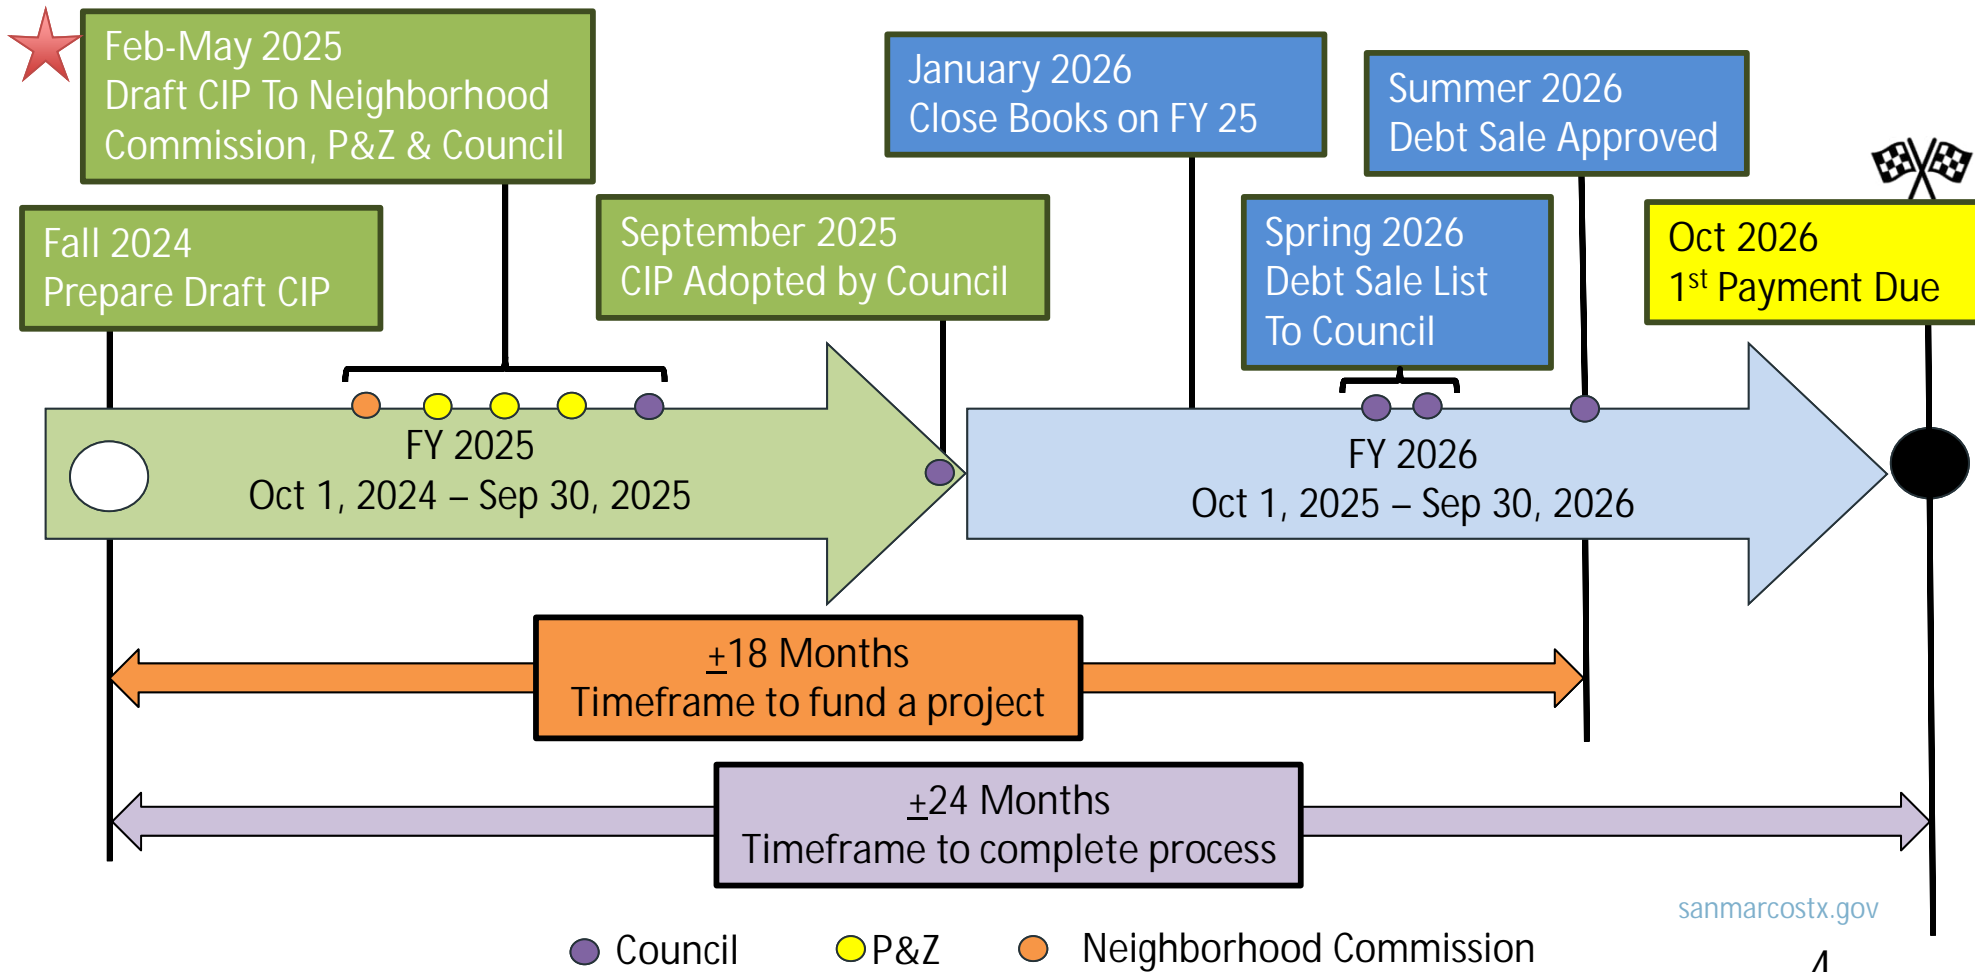 Feb-May 2025
Draft CIP To Neighborhood
Commission, P&Z & Council
January 2026
Close Books on FY 25
Summer 2026
Debt Sale Approved
Fall 2024
Prepare Draft CIP
September 2025
CIP Adopted by Council
Spring 2026
Debt Sale List
To Council
Oct 2026
1st Payment Due
FY 2025
Oct 1, 2024 – Sep 30, 2025
FY 2026
Oct 1, 2025 – Sep 30, 2026
±18 Months
Timeframe to fund a project
±24 Months
Timeframe to complete process
sanmarcostx.gov
4
Council
P&Z
Neighborhood Commission